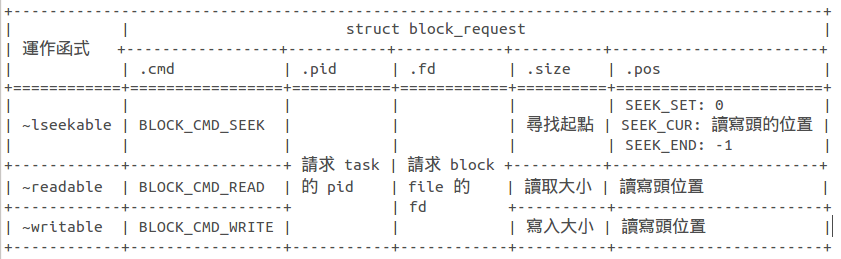 struct block_request
運作函式
.cmd .pid .fd .size .pos
SEEK_SET: 0
~lseekable BLOCK_CMD_SEEK 尋找起點 SEEK_CUR: 讀寫頭的位置
SEEK_END: -1
請求 task 請求 block
~readable BLOCK_CMD_READ 的 pid file 的 讀取大小 讀寫頭位置
fd
~writable BLOCK_CMD_WRITE 寫入大小 讀寫頭位置